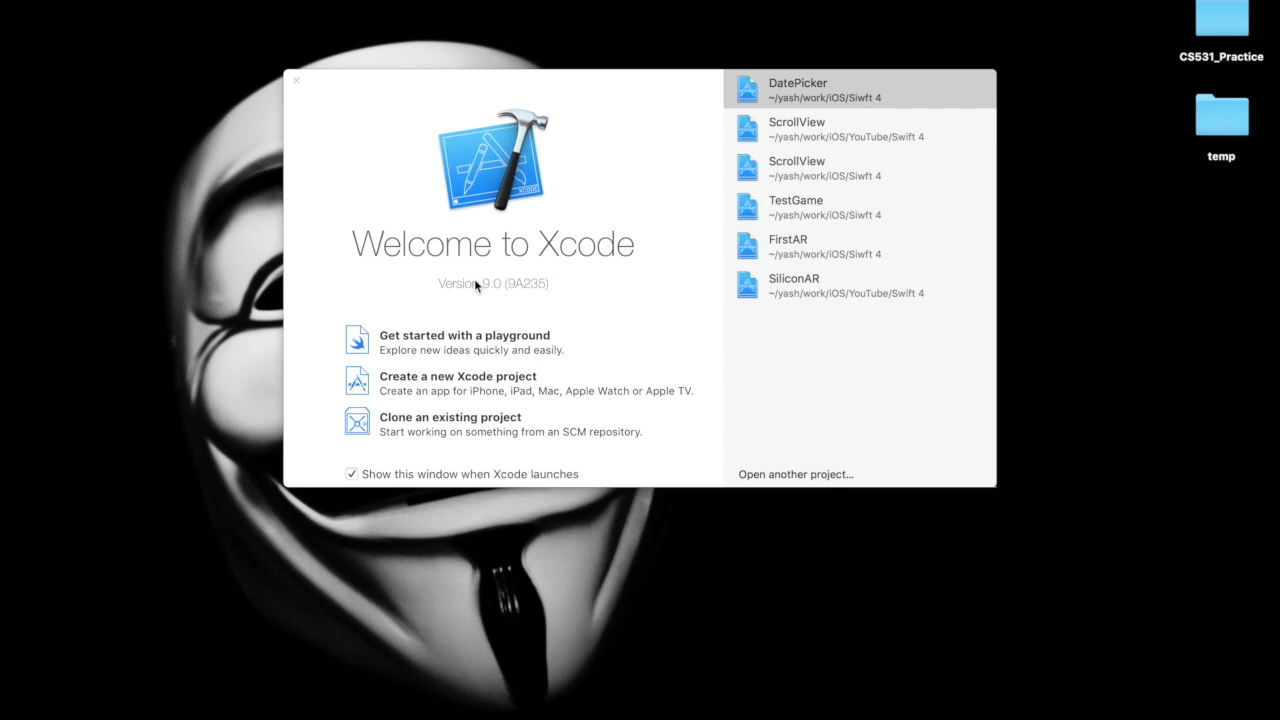 CS531_Practice
temp
XCODE
Welcome to Xcode
Version 9.0 (9A235)
Get started with a playground
Explore new ideas quickly and easily.
Create a new Xcode project
Create an app for iPhone, iPad, Mac, Apple Watch or Apple TV.
Clone an existing project
Start working on something from an SCM repository.
Show this window when Xcode launches
DatePicker
~/yash/work/iOS/Siwft 4
ScrollView
~/yash/work/iOS/YouTube/Swift 4
ScrollView
~/yash/work/iOS/Siwft 4
TestGame
~/yash/work/iOS/Siwft 4
FirstAR
~/yash/work/iOS/Siwft 4
SiliconAR
~/yash/work/iOS/YouTube/Swift 4
Open another project...